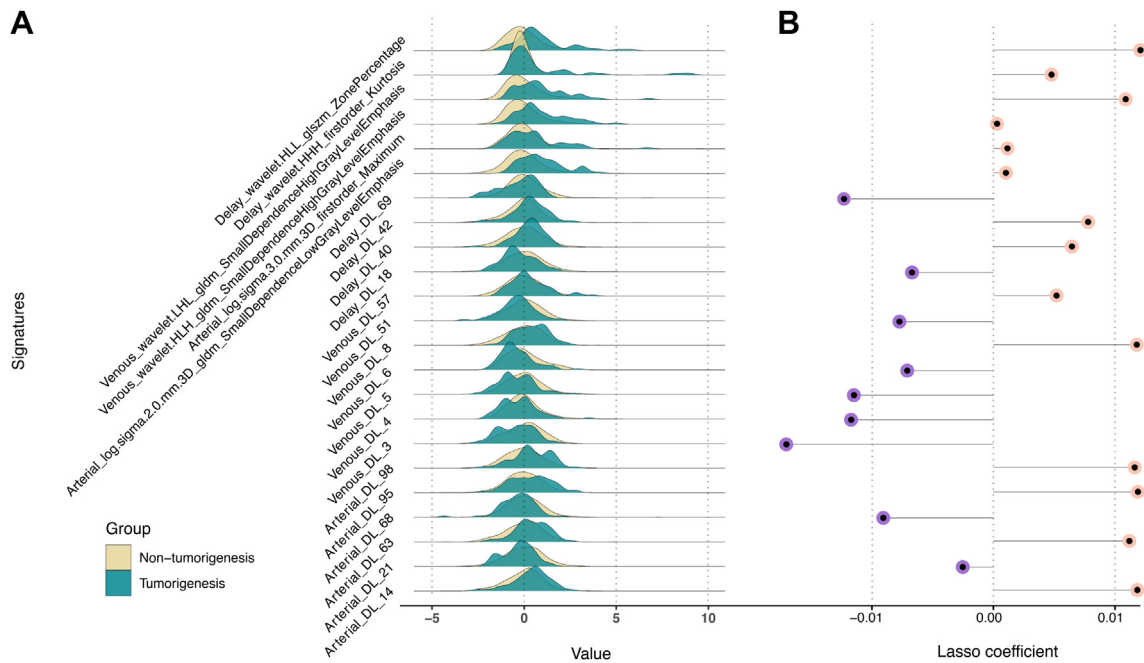 A
B
Delay_wavelet.HLL_glszm_ZonePercentage
Delay_wavelet.HHH_firstorder_Kurtosis
Venous_wavelet.LHL_gldm_SmallDependenceHighGrayLevelEmphasis
Venous_wavelet.HLH_gldm_SmallDependenceHighGrayLevelEmphasis
Arterial_log.sigma.3.0.mm.3D_firstorder_Maximum
Arterial_log.sigma.2.0.mm.3D_gldm_SmallDependenceLowGrayLevelEmphasis
Delay_DL_69
Delay_DL_42
Delay_DL_40
Delay_DL_18
Venous_DL_57
Venous_DL_51
Venous_DL_8
Venous_DL_6
Venous_DL_5
Venous_DL_4
Venous_DL_3
Arterial_DL_98
Arterial_DL_95
Arterial_DL_68
Arterial_DL_63
Arterial_DL_21
Arterial_DL_14
Signatures
Group
Non−tumorigenesis
Tumorigenesis
−5 0 5 10
Value
−0.01 0.00 0.01
Lasso coefficient